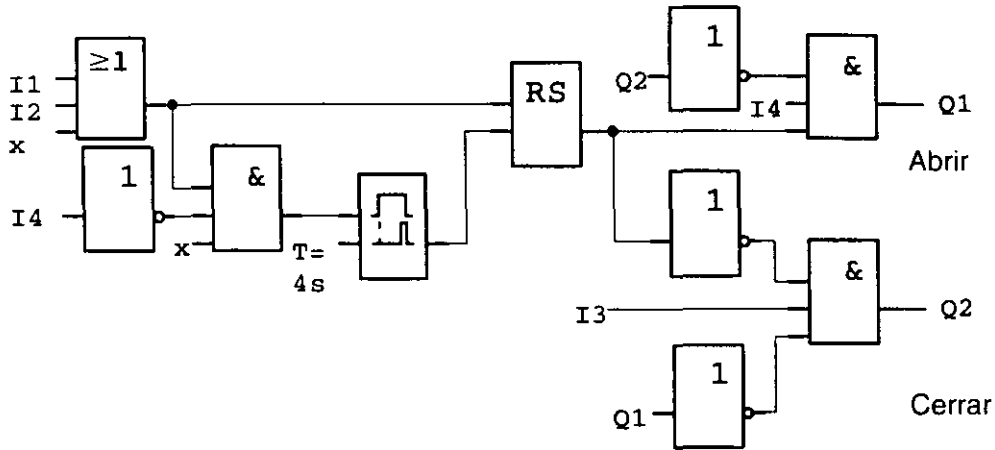 ≥1
I1
I2
x
1
I4
&
x
T=
4s
RS
1
Q2
I4
&
Q1
Abrir
1
I3
&
Q2
1
Q1
Cerrar